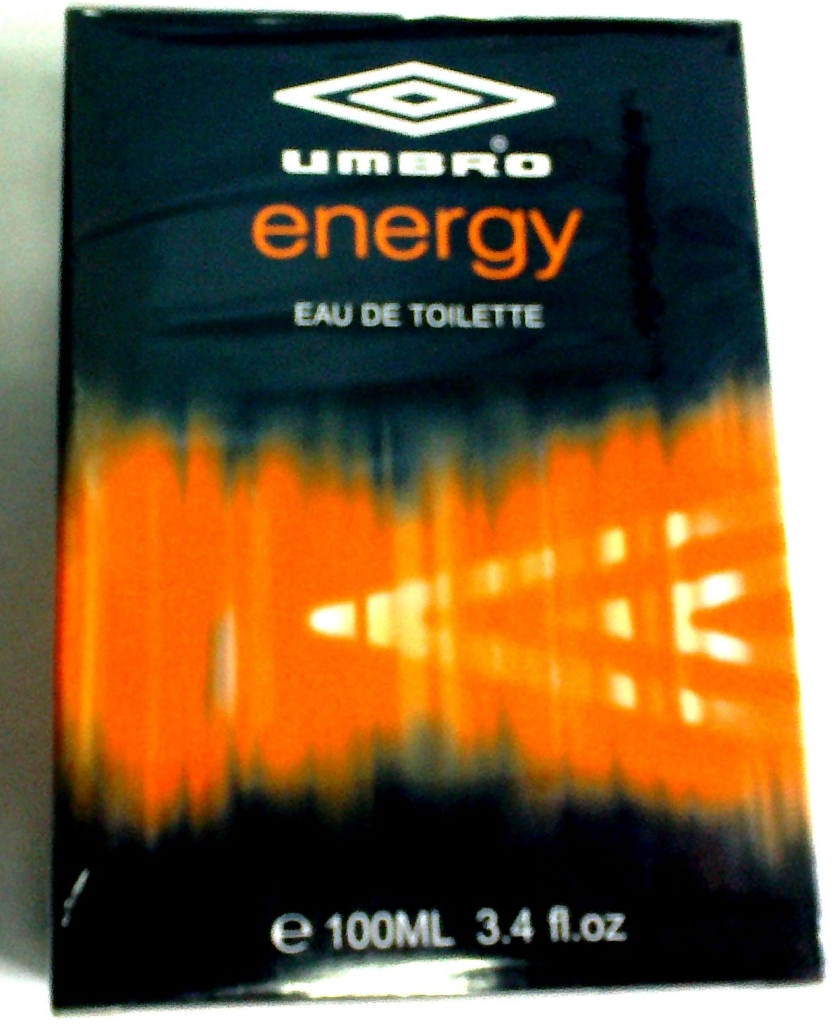 UMBRO
energy
EAU DE TOILETTE
℮ 100ML 3.4 fl.oz